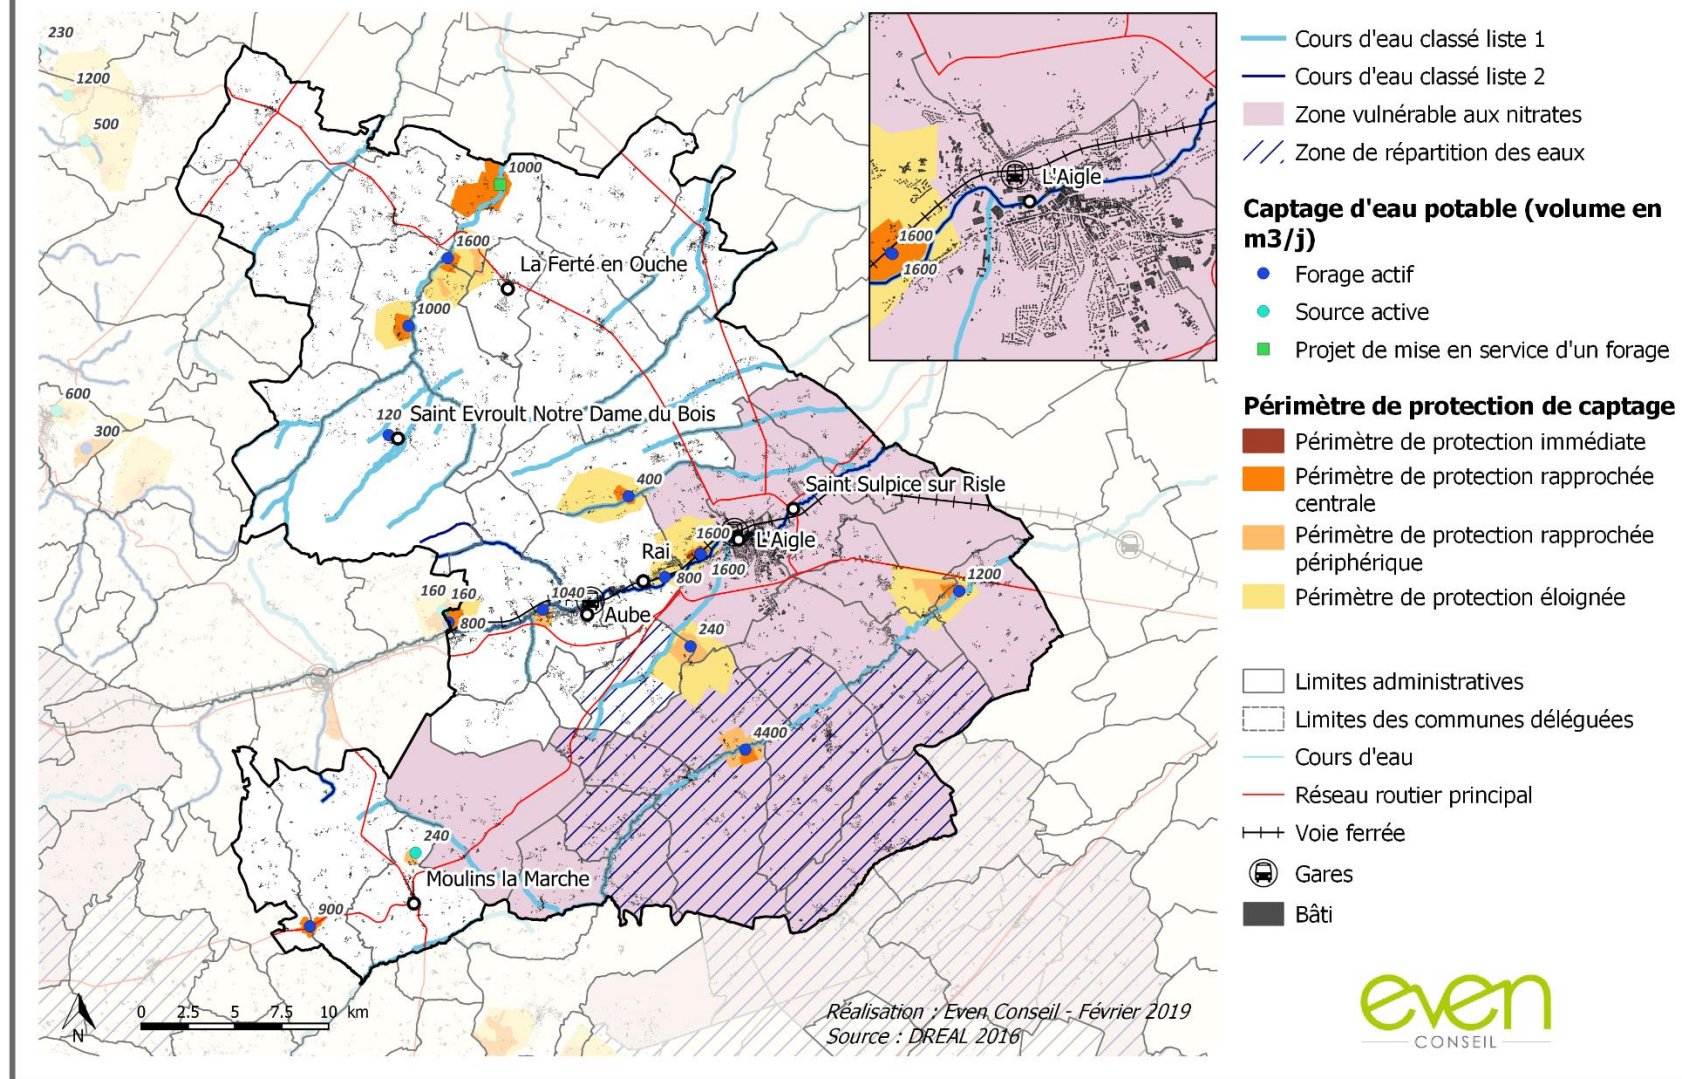 230
1200
500
600
300
1000
1600
La Ferté en Ouche
1000
120
Saint Evroult Notre Dame du Bois
400
Saint Sulpice sur Risle
1600
L'Aigle
Rai
800
1600
1200
160
160
1040
800
Aube
240
4400
240
Moulins la Marche
900
0
2.5
5
7.5
10 km
N
Réalisation : Even Conseil - Février 2019
Source : DREAL 2016
L'Aigle
1600
1600
Cours d'eau classé liste 1
Cours d'eau classé liste 2
Zone vulnérable aux nitrates
Zone de répartition des eaux
Captage d'eau potable (volume en
m3/j)
Forage actif
Source active
Projet de mise en service d'un forage
Périmètre de protection de captage
Périmètre de protection immédiate
Périmètre de protection rapprochée
centrale
Périmètre de protection rapprochée
périphérique
Périmètre de protection éloignée
Limites administratives
Limites des communes déléguées
Cours d'eau
Réseau routier principal
Voie ferrée
Gares
Bâti
even
CONSEIL